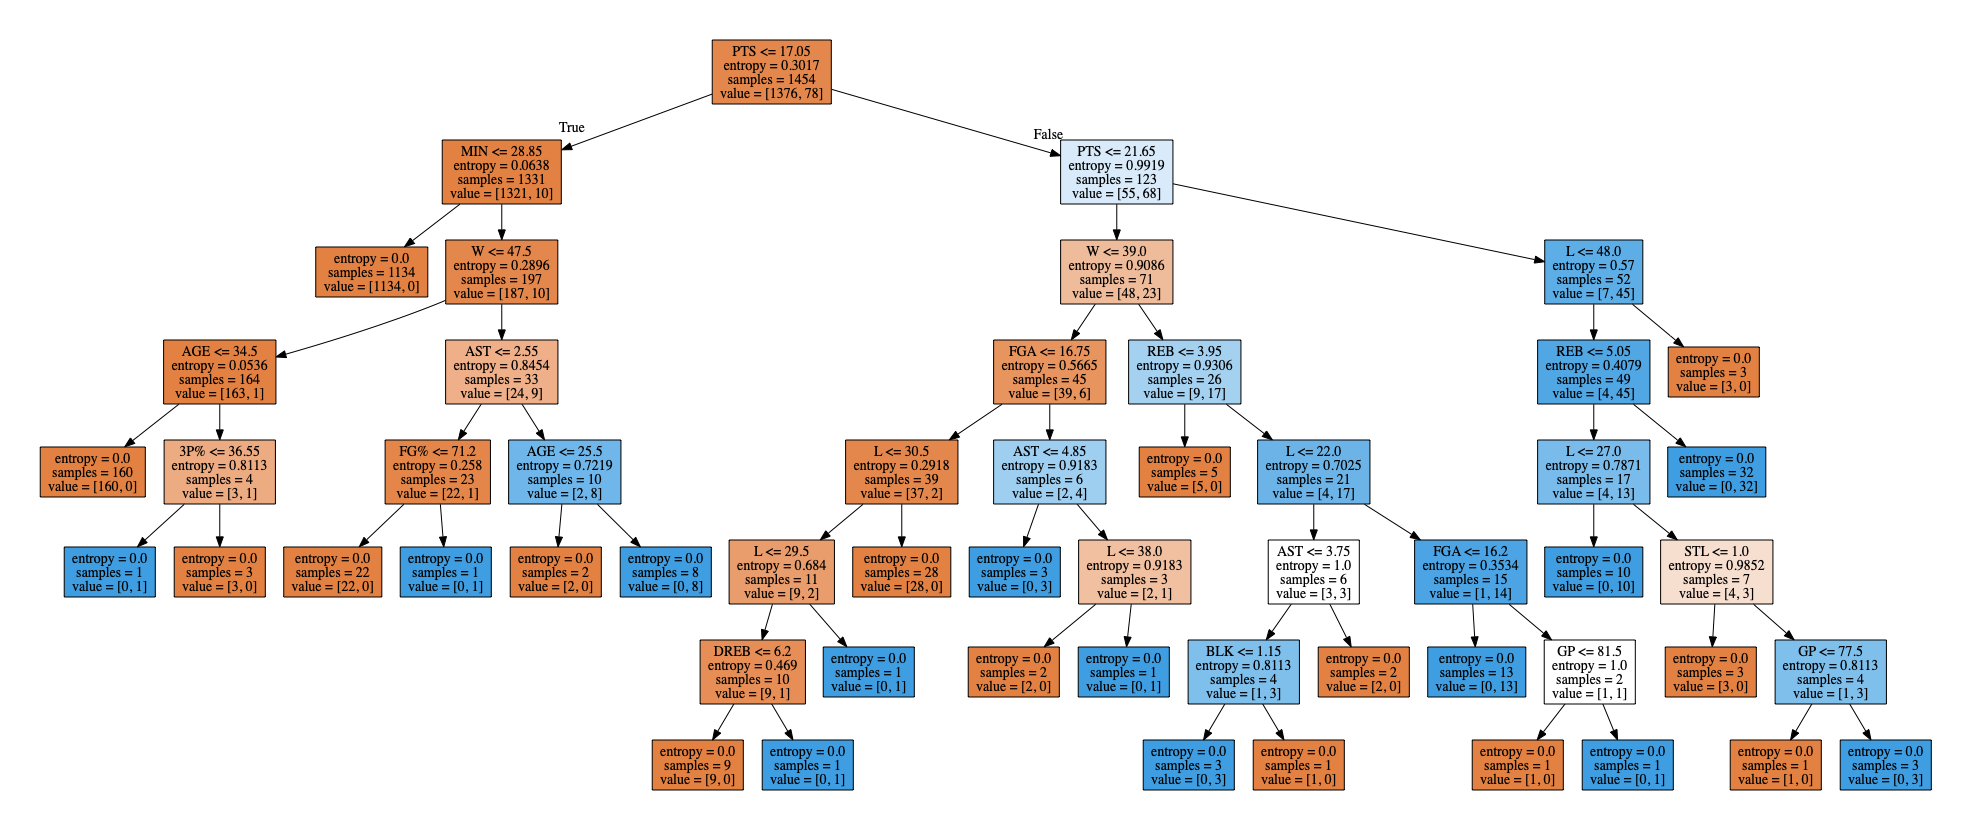 PTS <= 17.05
entropy = 0.3017
samples = 1454
value = [1376, 78]
True
False
MIN <= 28.85
entropy = 0.0638
samples = 1331
value = [1321, 10]
PTS <= 21.65
entropy = 0.9919
samples = 123
value = [55, 68]
entropy = 0.0
samples = 1134
value = [1134, 0]
W <= 47.5
entropy = 0.2896
samples = 197
value = [187, 10]
W <= 39.0
entropy = 0.9086
samples = 71
value = [48, 23]
L <= 48.0
entropy = 0.57
samples = 52
value = [7, 45]
AGE <= 34.5
entropy = 0.0536
samples = 164
value = [163, 1]
AST <= 2.55
entropy = 0.8454
samples = 33
value = [24, 9]
FGA <= 16.75
entropy = 0.5665
samples = 45
value = [39, 6]
REB <= 3.95
entropy = 0.9306
samples = 26
value = [9, 17]
REB <= 5.05
entropy = 0.4079
samples = 49
value = [4, 45]
entropy = 0.0
samples = 3
value = [3, 0]
entropy = 0.0
samples = 160
value = [160, 0]
3P% <= 36.55
entropy = 0.8113
samples = 4
value = [3, 1]
FG% <= 71.2
entropy = 0.258
samples = 23
value = [22, 1]
AGE <= 25.5
entropy = 0.7219
samples = 10
value = [2, 8]
L <= 30.5
entropy = 0.2918
samples = 39
value = [37, 2]
AST <= 4.85
entropy = 0.9183
samples = 6
value = [2, 4]
entropy = 0.0
samples = 5
value = [5, 0]
L <= 22.0
entropy = 0.7025
samples = 21
value = [4, 17]
L <= 27.0
entropy = 0.7871
samples = 17
value = [4, 13]
entropy = 0.0
samples = 32
value = [0, 32]
entropy = 0.0
samples = 1
value = [0, 1]
entropy = 0.0
samples = 3
value = [3, 0]
entropy = 0.0
samples = 22
value = [22, 0]
entropy = 0.0
samples = 1
value = [0, 1]
entropy = 0.0
samples = 2
value = [2, 0]
entropy = 0.0
samples = 8
value = [0, 8]
L <= 29.5
entropy = 0.684
samples = 11
value = [9, 2]
entropy = 0.0
samples = 28
value = [28, 0]
entropy = 0.0
samples = 3
value = [0, 3]
L <= 38.0
entropy = 0.9183
samples = 3
value = [2, 1]
AST <= 3.75
entropy = 1.0
samples = 6
value = [3, 3]
FGA <= 16.2
entropy = 0.3534
samples = 15
value = [1, 14]
entropy = 0.0
samples = 10
value = [0, 10]
STL <= 1.0
entropy = 0.9852
samples = 7
value = [4, 3]
DREB <= 6.2
entropy = 0.469
samples = 10
value = [9, 1]
entropy = 0.0
samples = 1
value = [0, 1]
entropy = 0.0
samples = 2
value = [2, 0]
entropy = 0.0
samples = 1
value = [0, 1]
BLK <= 1.15
entropy = 0.8113
samples = 4
value = [1, 3]
entropy = 0.0
samples = 2
value = [2, 0]
entropy = 0.0
samples = 13
value = [0, 13]
GP <= 81.5
entropy = 1.0
samples = 2
value = [1, 1]
entropy = 0.0
samples = 3
value = [3, 0]
GP <= 77.5
entropy = 0.8113
samples = 4
value = [1, 3]
entropy = 0.0
samples = 9
value = [9, 0]
entropy = 0.0
samples = 1
value = [0, 1]
entropy = 0.0
samples = 3
value = [0, 3]
entropy = 0.0
samples = 1
value = [1, 0]
entropy = 0.0
samples = 1
value = [1, 0]
entropy = 0.0
samples = 1
value = [0, 1]
entropy = 0.0
samples = 1
value = [1, 0]
entropy = 0.0
samples = 3
value = [0, 3]